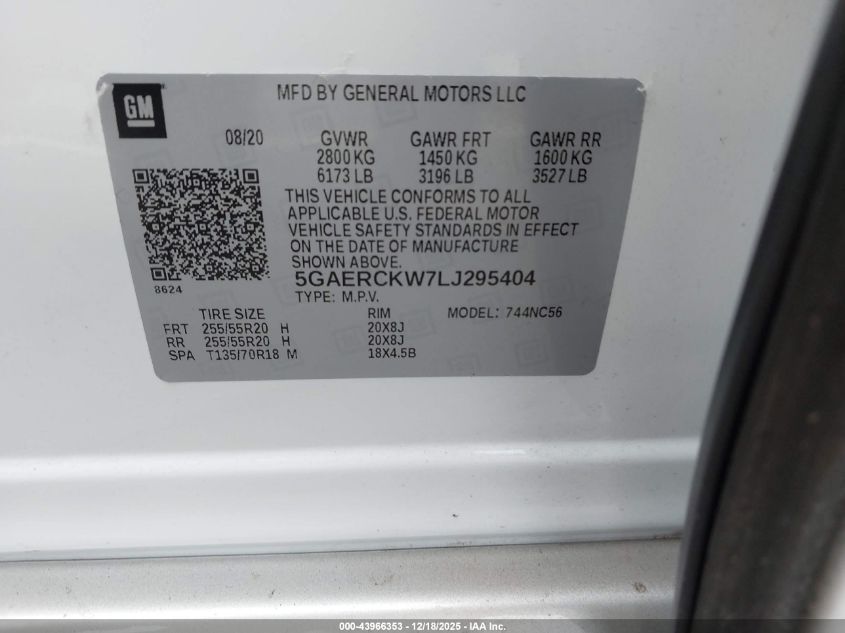 GM
MFD BY GENERAL MOTORS LLC
08/20 GVWR GAWR FRT GAWR RR
2800 KG 1450 KG 1600 KG
6173 LB 3196 LB 3527 LB
THIS VEHICLE CONFORMS TO ALL
APPLICABLE U.S. FEDERAL MOTOR
VEHICLE SAFETY STANDARDS IN EFFECT
ON THE DATE OF MANUFACTURE
SHOWN ABOVE.
8624 5GAERCKW7LJ295404
TYPE: M.P.V.
TIRE SIZE RIM MODEL: 744NC56
FRT 255/55R20 H 20X8J
RR 255/55R20 H 20X8J
SPA T135/70R18 M 18X4.5B
000-43966353 - 12/18/2025 - IAA Inc.